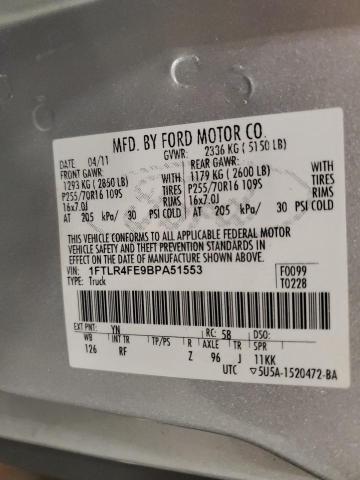 MFD. BY FORD MOTOR CO.
DATE: 04/11 GVWR: 2336 KG ( 5150 LB)
FRONT GAWR: REAR GAWR:
1293 KG ( 2850 LB) WITH 1179 KG ( 2600 LB) WITH
P255/70R16 109S TIRES P255/70R16 109S TIRES
16x7.0J RIMS 16x7.0J RIMS
AT 205 kPa/ 30 PSI COLD AT 205 kPa/ 30 PSI COLD
THIS VEHICLE CONFORMS TO ALL APPLICABLE FEDERAL MOTOR
VEHICLE SAFETY AND BUMPER STANDARDS IN
EFFECT ON THE DATE OF MANUFACTURE SHOWN ABOVE.
VIN: 1FTLR4FE9BPA51553 F0099
TYPE: Truck T0228
EXT PNT: YN RC: 58 DSO:
WB INT TR TP/PS R AXLE TR SPR
126 RF Z 96 J 11KK
UTC 5U5A-1520472-BA